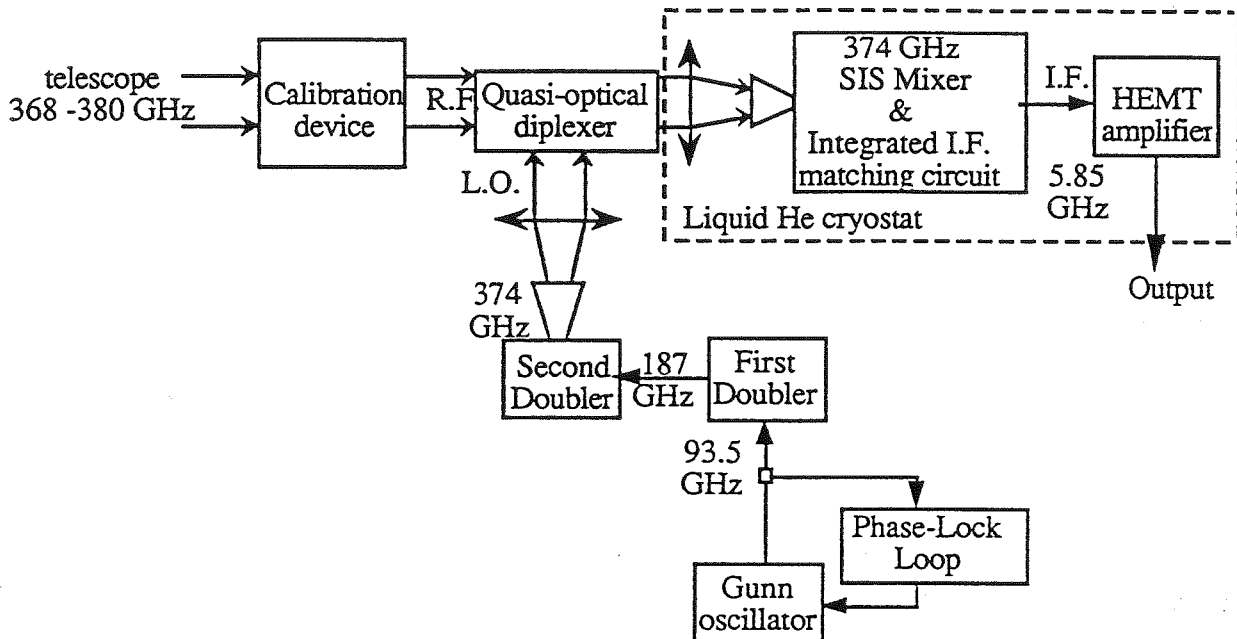 telescope
368 -380 GHz
Calibration
device
R.F
Quasi-optical
diplexer
L.O.
374 GHz
SIS Mixer
&
Integrated I.F.
matching circuit
I.F.
HEMT
amplifier
5.85
GHz
Liquid He cryostat
Output
374
GHz
Second
Doubler
187
GHz
First
Doubler
93.5
GHz
Phase-Lock
Loop
Gunn
oscillator